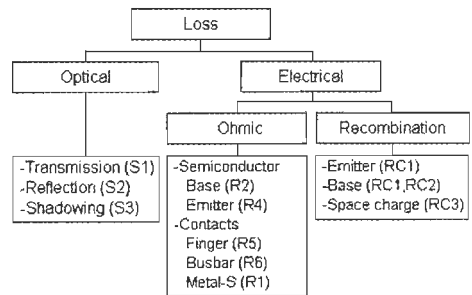 Loss
Optical
Electrical
Ohmic
Recombination
-Transmission (S1)
-Reflection (S2)
-Shadowing (S3)
-Semiconductor
Base (R2)
Emitter (R4)
-Contacts
Finger (R5)
Busbar (R6)
Metal-S (R1)
-Emitter (RC1)
-Base (RC1,RC2)
-Space charge (RC3)